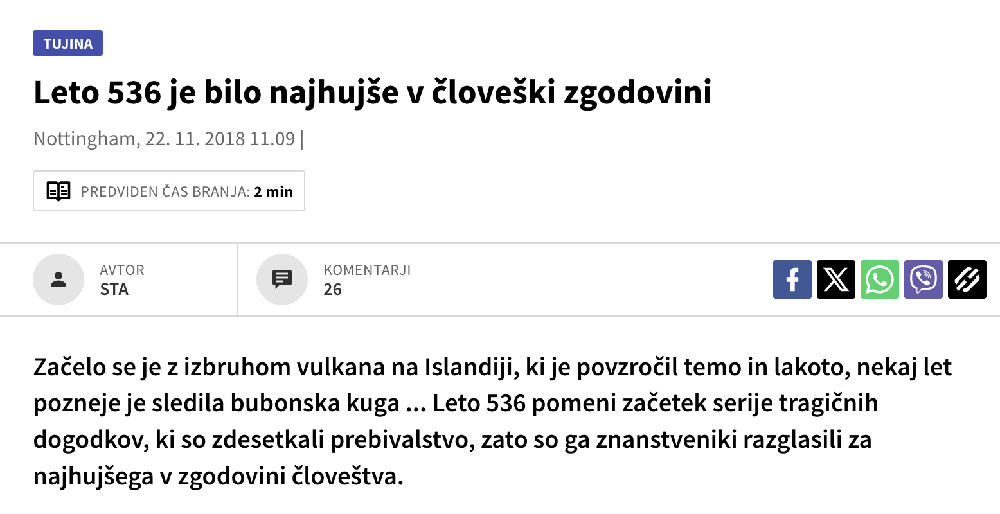 TUJINA
Leto 536 je bilo najhujše v človeški zgodovini
Nottingham, 22. 11. 2018 11.09 |
PREDVIDEN ČAS BRANJA: 2 min
AVTOR
STA
KOMENTARJI
26
Začelo se je z izbruhom vulkana na Islandiji, ki je povzročil temo in lakoto, nekaj let
pozneje je sledila bubonska kuga ... Leto 536 pomeni začetek serije tragičnih
dogodkov, ki so zdesetkali prebivalstvo, zato so ga znanstveniki razglasili za
najhujšega v zgodovini človeštva.